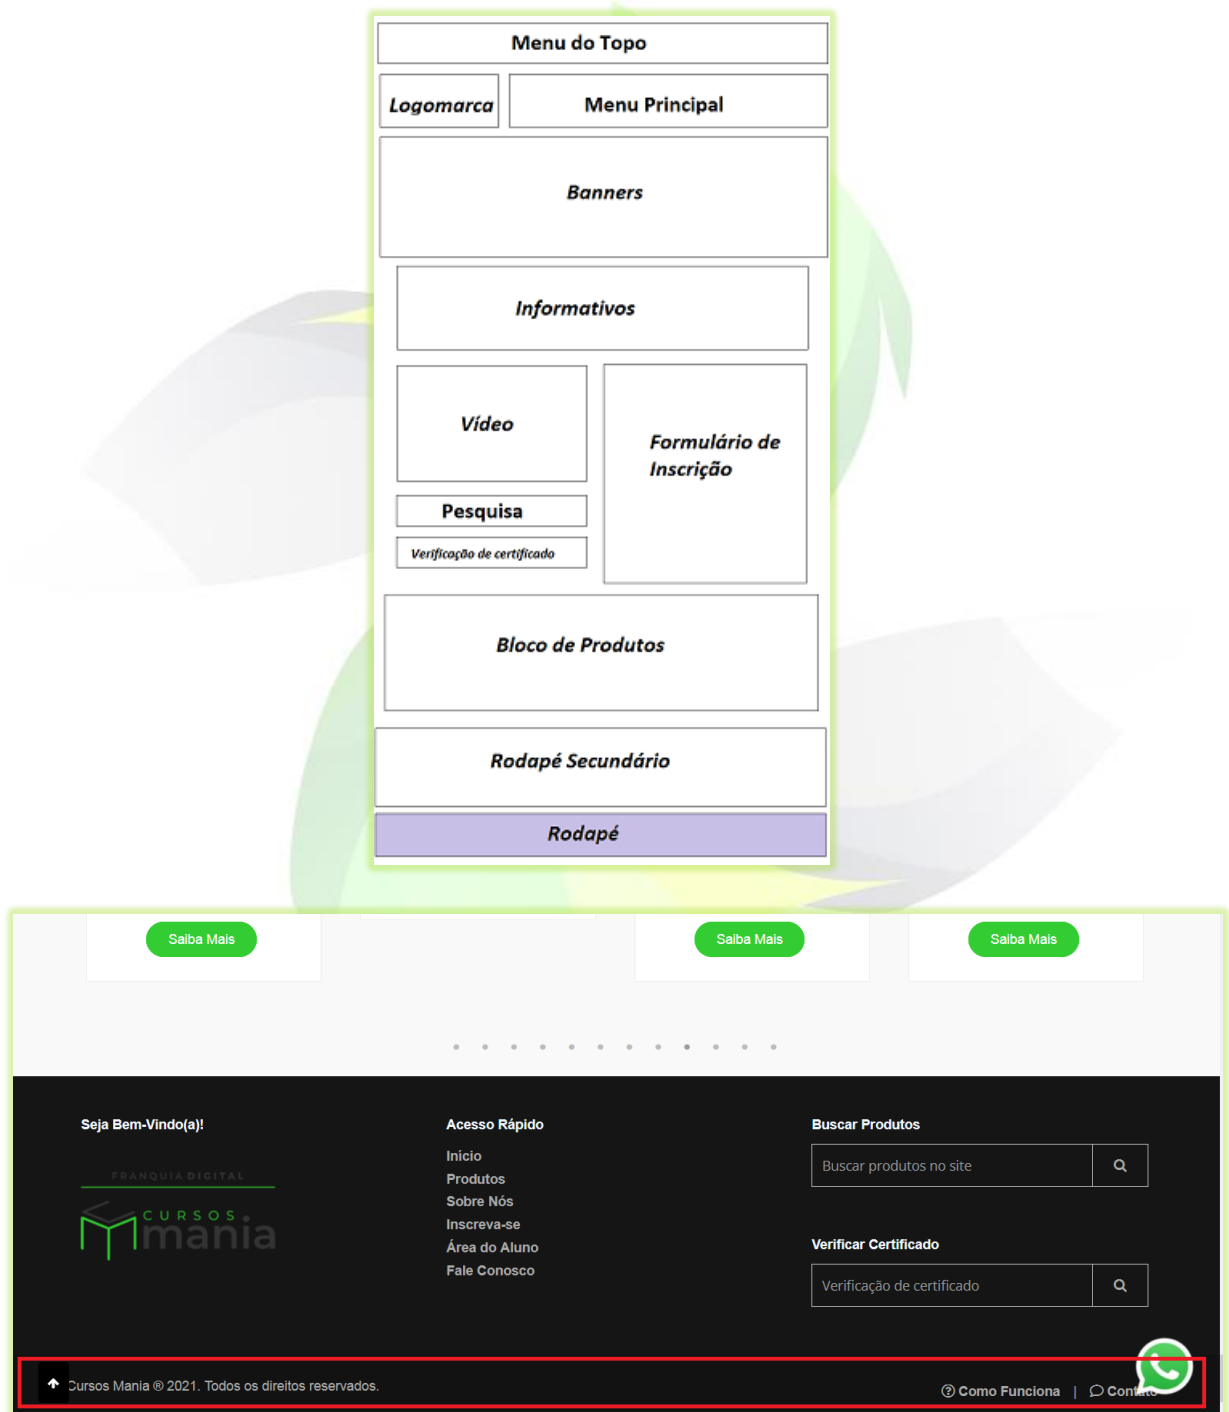 Menu do Topo
Logomarca
Menu Principal
Banners
Informativos
Vídeo
Formulário de
Inscrição
Pesquisa
Verificação de certificado
Bloco de Produtos
Rodapé Secundário
Rodapé
Saiba Mais
Saiba Mais
Saiba Mais
Seja Bem-Vindo(a)!
FRANQUIA DIGITAL
CURSOS
mania
Acesso Rápido
Início
Produtos
Sobre Nós
Inscreva-se
Área do Aluno
Fale Conosco
Buscar Produtos
Buscar produtos no site
Verificar Certificado
Verificação de certificado
Cursos Mania ® 2021. Todos os direitos reservados.
Como Funciona | Contato